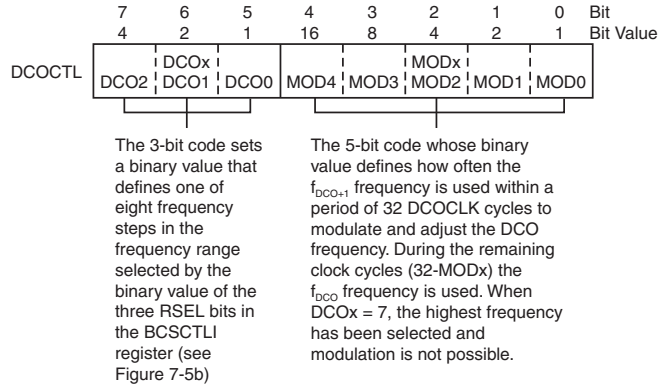 7 6 5 4 3 2 1 0 Bit
4 2 1 16 8 4 2 1 Bit Value
DCOx MODx
DCOCTL
DCO2 DCO1 DCO0 MOD4 MOD3 MOD2 MOD1 MOD0
The 3-bit code sets
a binary value that
defines one of
eight frequency
steps in the
frequency range
selected by the
binary value of the
three RSEL bits in
the BCSCTLI
register (see
Figure 7-5b)
The 5-bit code whose binary
value defines how often the
fDCO+1 frequency is used within a
period of 32 DCOCLK cycles to
modulate and adjust the DCO
frequency. During the remaining
clock cycles (32-MODx) the
fDCO frequency is used. When
DCOx = 7, the highest frequency
has been selected and
modulation is not possible.